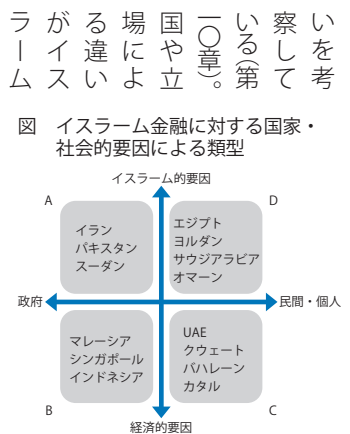 いを考
察して
いる(第
一〇章)。
国や立
場によ
る違い
がイス
ラーム
図 イスラーム金融に対する国家・
社会的要因による類型
イスラーム的要因
A
D
イラン
パキスタン
スーダン
エジプト
ヨルダン
サウジアラビア
オマーン
政府
民間・個人
マレーシア
シンガポール
インドネシア
UAE
クウェート
バハレーン
カタル
B
C
経済的要因